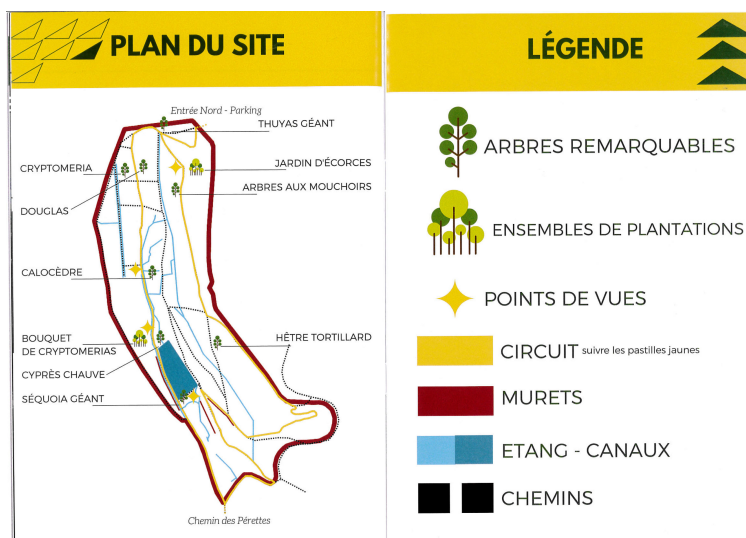 PLAN DU SITE
Entrée Nord - Parking
THUYAS GÉANT
CRYPTOMERIA
JARDIN D'ÉCORCES
ARBRES AUX MOUCHOIRS
DOUGLAS
CALOCÈDRE
BOUQUET
DE CRYPTOMERIAS
HÊTRE TORTILLARD
CYPRÈS CHAUVE
SÉQUOIA GÉANT
Chemin des Pérettes
LÉGENDE
ARBRES REMARQUABLES
ENSEMBLES DE PLANTATIONS
POINTS DE VUES
CIRCUIT suivre les pastilles jaunes
MURETS
ETANG - CANAUX
CHEMINS